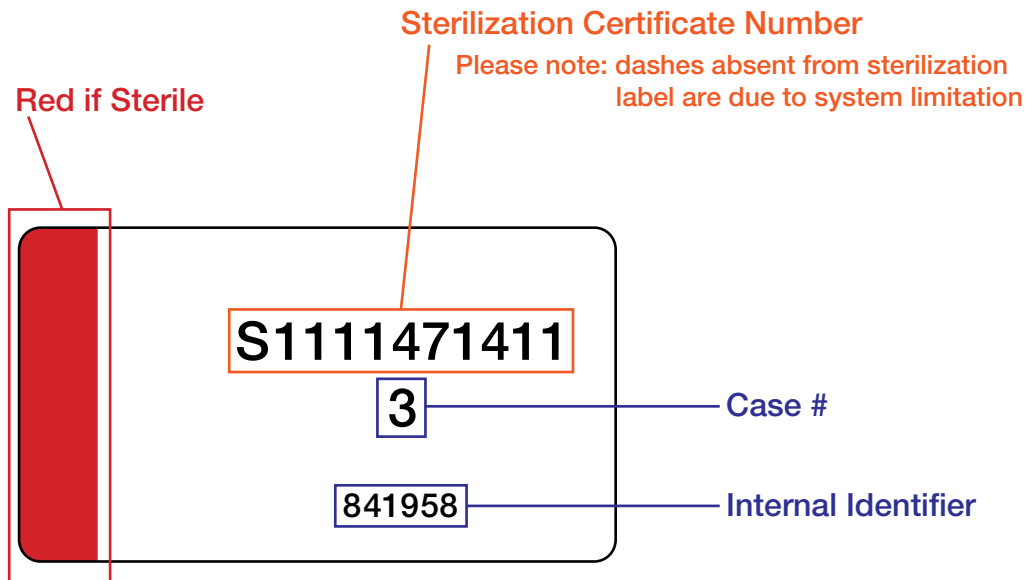 Sterilization Certificate Number
Please note: dashes absent from sterilization
label are due to system limitation
Red if Sterile
S1111471411
3
Case #
841958
Internal Identifier